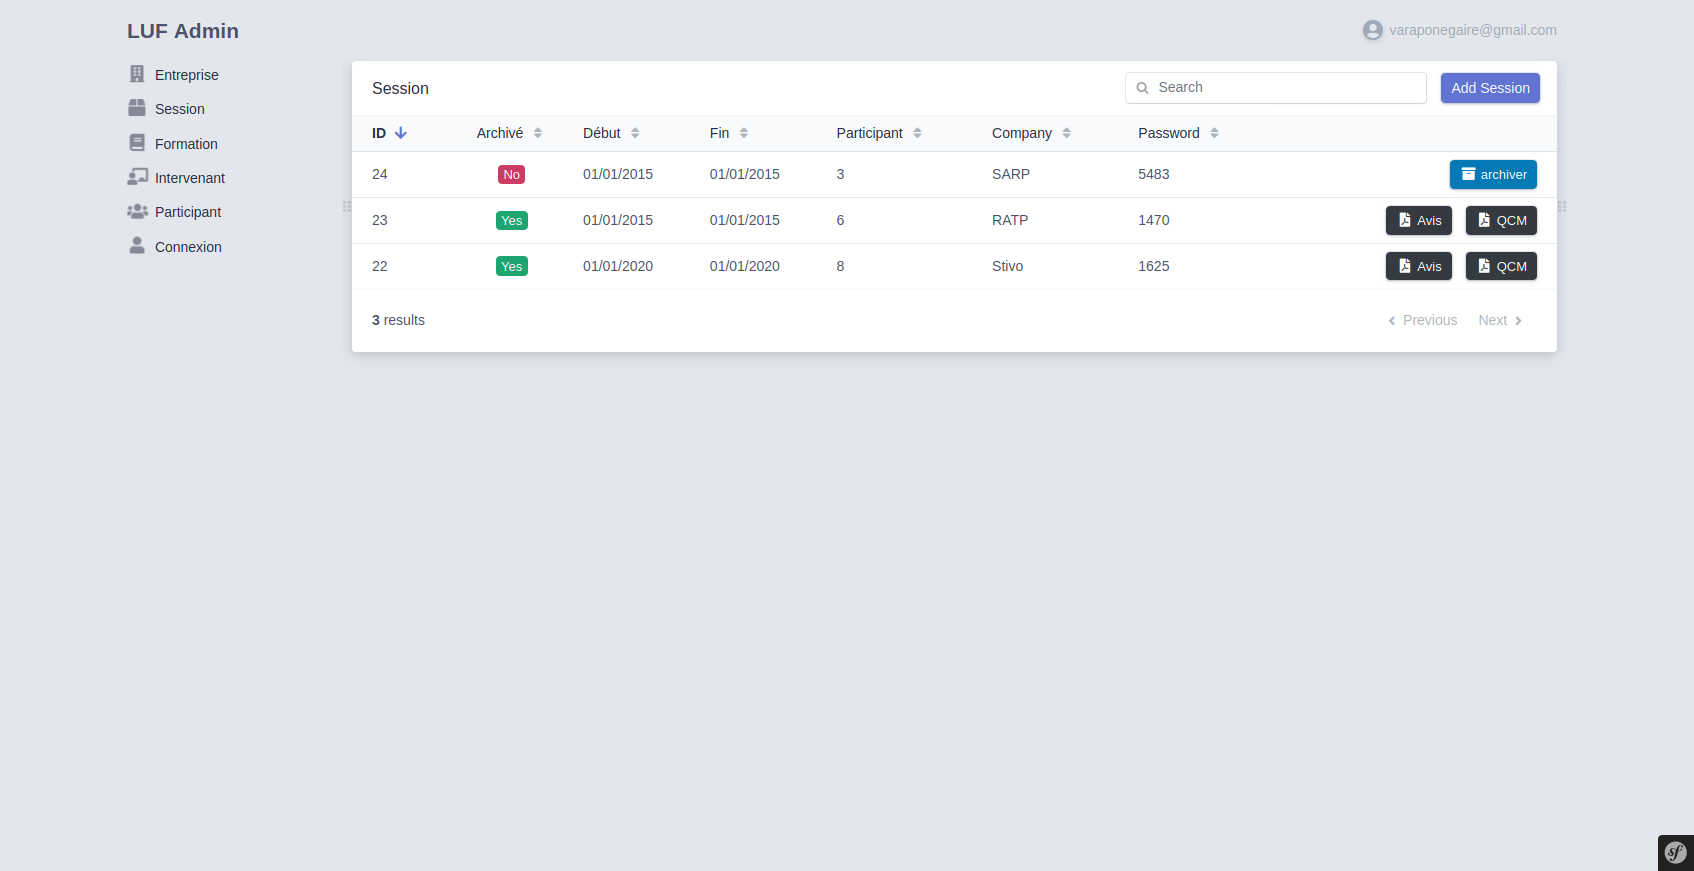 LUF Admin
varaponegaire@gmail.com
Entreprise
Session
Formation
Intervenant
Participant
Connexion
Session
Search
Add Session
ID Archivé Début Fin Participant Company Password
24 No 01/01/2015 01/01/2015 3 SARP 5483 archiver
23 Yes 01/01/2015 01/01/2015 6 RATP 1470 Avis QCM
22 Yes 01/01/2020 01/01/2020 8 Stivo 1625 Avis QCM
3 results
Previous Next
sf